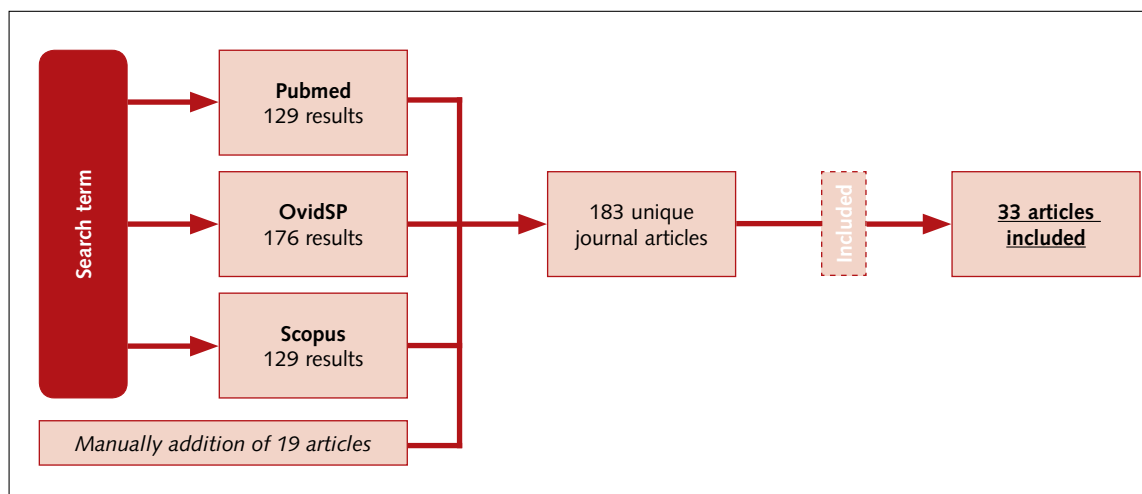 Search term
Pubmed
129 results
OvidSP
176 results
Scopus
129 results
Manually addition of 19 articles
183 unique
journal articles
Included
33 articles
included